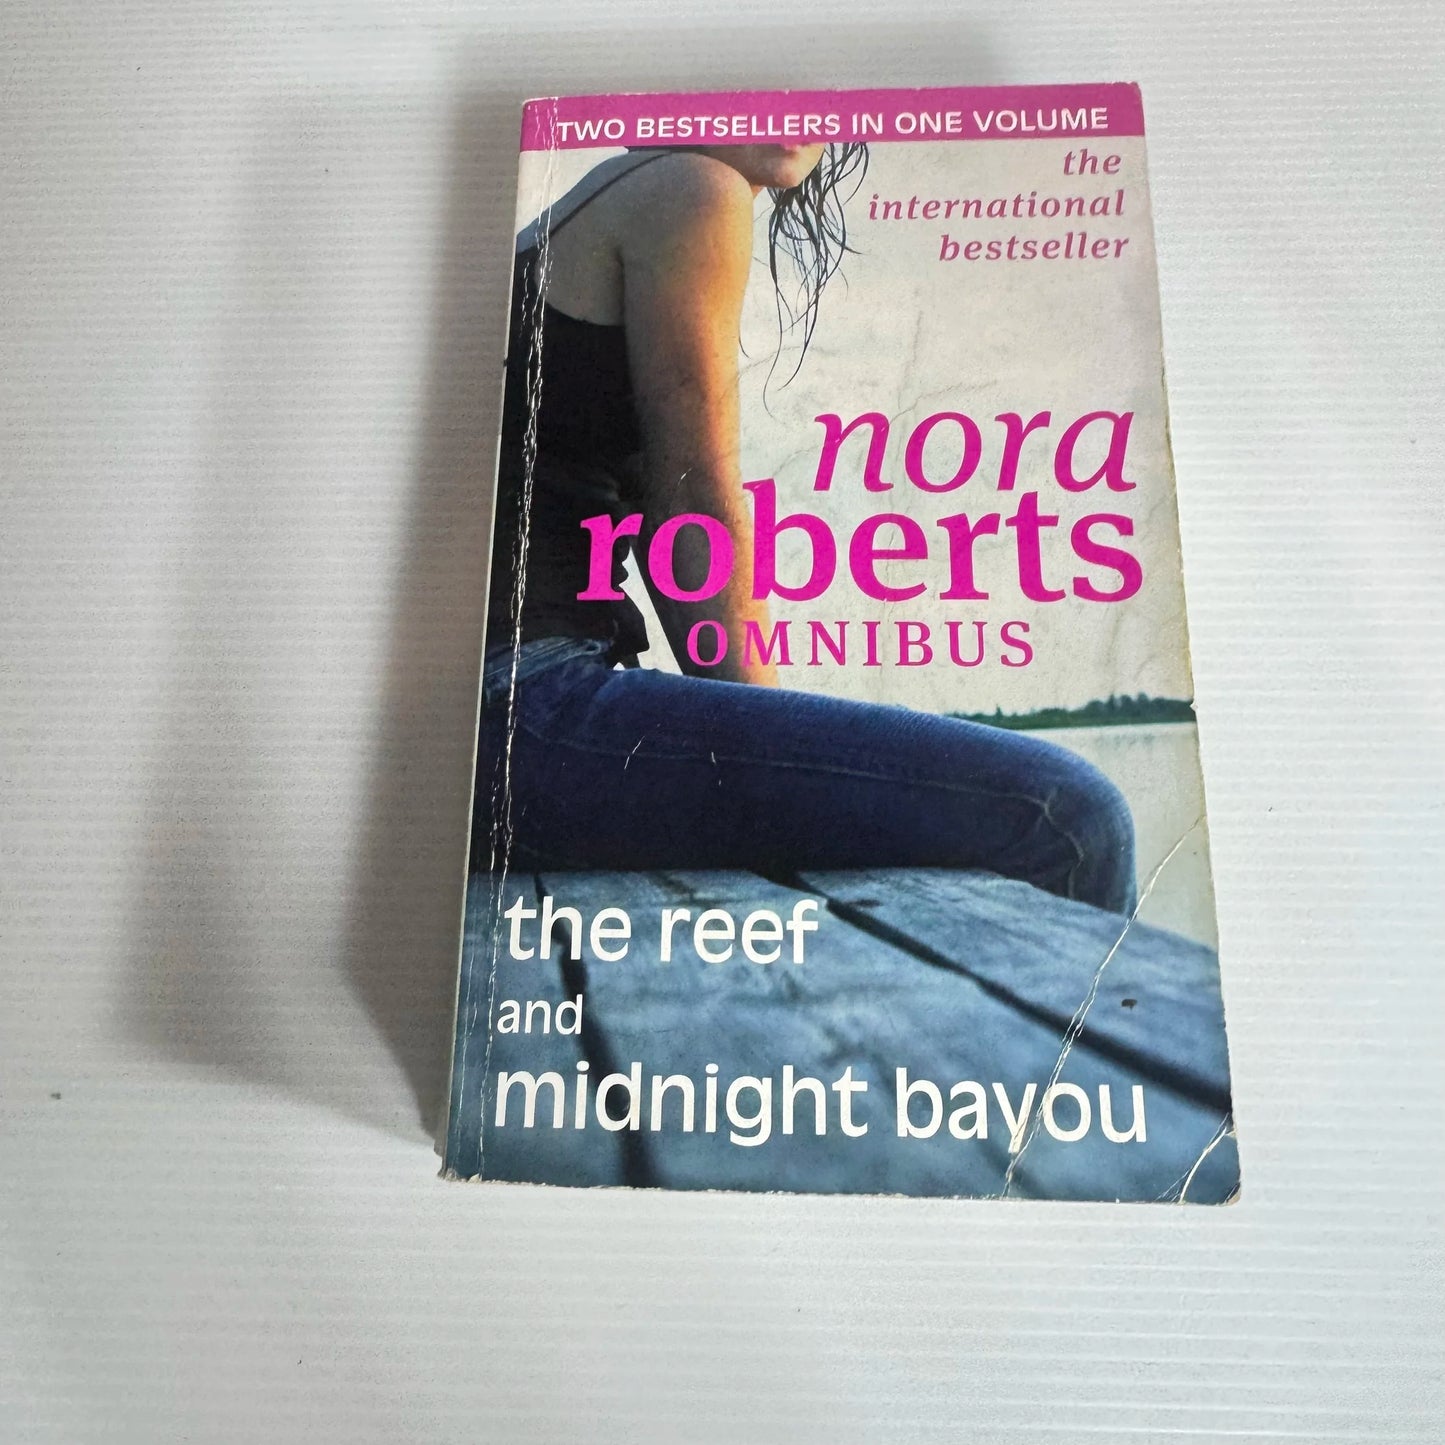 TWO BESTSELLERS IN ONE VOLUME
the
international
bestseller
nora
roberts
OMNIBUS
the reef
and
midnight bayou